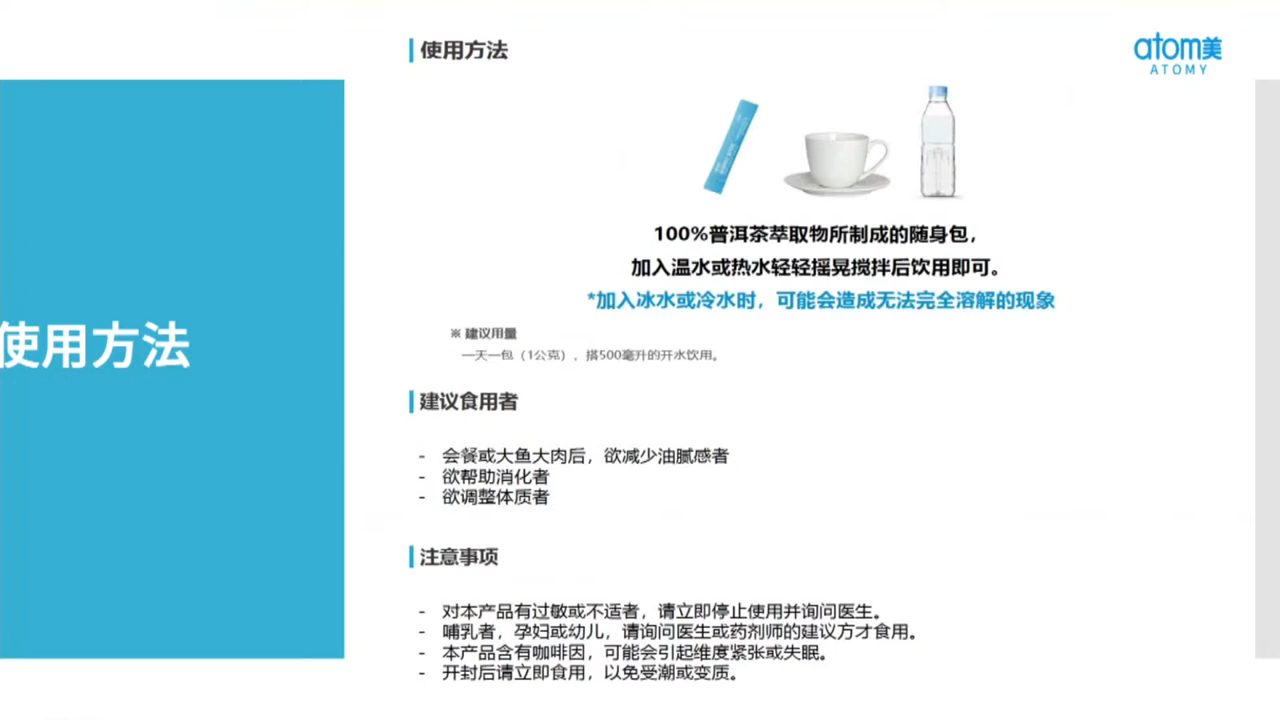 使用方法
atom美
ATOMY
使用方法
100%普洱茶萃取物所制成的随身包，
加入温水或热水轻轻摇晃搅拌后饮用即可。
*加入冰水或冷水时，可能会造成无法完全溶解的现象
※ 建议用量
一天一包（1公克），搭500毫升的开水饮用。
建议食用者
- 会餐或大鱼大肉后，欲减少油腻感者
- 欲帮助消化者
- 欲调整体质者
注意事项
- 对本产品有过敏或不适者，请立即停止使用并询问医生。
- 哺乳者，孕妇或幼儿，请询问医生或药剂师的建议方才食用。
- 本产品含有咖啡因，可能会引起维度紧张或失眠。
- 开封后请立即食用，以免受潮或变质。